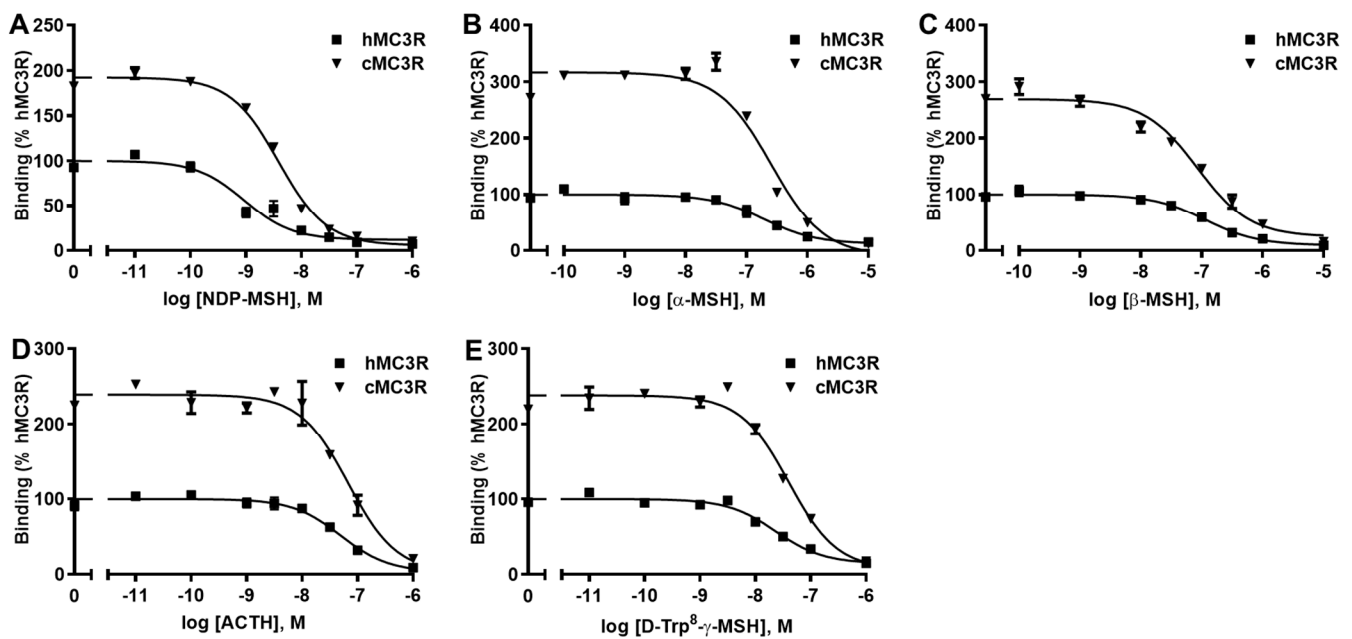 A
Binding (% hMC3R)
250
200
150
100
50
0
hMC3R
cMC3R
0 -11 -10 -9 -8 -7 -6
log [NDP-MSH], M
B
Binding (% hMC3R)
400
300
200
100
0
hMC3R
cMC3R
-10 -9 -8 -7 -6 -5
log [α-MSH], M
C
Binding (% hMC3R)
400
300
200
100
0
hMC3R
cMC3R
-10 -9 -8 -7 -6 -5
log [β-MSH], M
D
Binding (% hMC3R)
300
200
100
0
hMC3R
cMC3R
0 -11 -10 -9 -8 -7 -6
log [ACTH], M
E
Binding (% hMC3R)
300
200
100
0
hMC3R
cMC3R
0 -11 -10 -9 -8 -7 -6
log [D-Trp⁸-γ-MSH], M